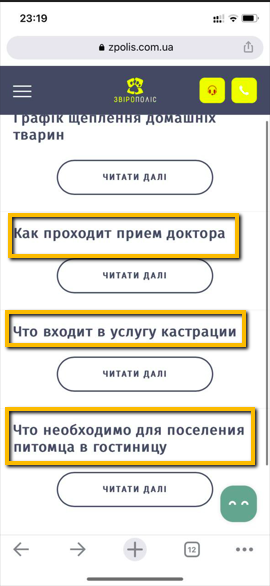 23:19
zpolis.com.ua
ЗВІРОПОЛІС
Графік щеплення домашніх
тварин
ЧИТАТИ ДАЛІ
Как проходит прием доктора
ЧИТАТИ ДАЛІ
Что входит в услугу кастрации
ЧИТАТИ ДАЛІ
Что необходимо для поселения
питомца в гостиницу
ЧИТАТИ ДАЛІ
12